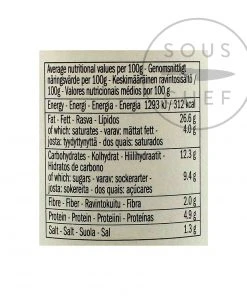 SOUS
CHEF
Average nutritional values per 100g - Genomsnittligt
näringsvärde per 100g - Keskimääräinen ravintosisältö /
100g - Valores nutricionais médios por 100 g -
Energy - Energi - Energia - Energia 1293 kJ / 312 kcal
Fat - Fett - Rasva - Lípidos 26.6 g
of which: saturates - varav: mättat fett - 4.0 g
josta: tyydyttynyttä - dos quais: saturados
Carbohydrates - Kolhydrat - Hiilihydraatit - 12.3 g
Hidratos de carbono
of which: sugars - varav: sockerarter - 9.4 g
josta: sokereita - dos quais: açúcares
Fibre - Fiber - Ravintokuitu - Fibra 2.0 g
Protein - Protein - Proteiini - Proteínas 4.9 g
Salt - Salt - Suola - Sal 1.3 g